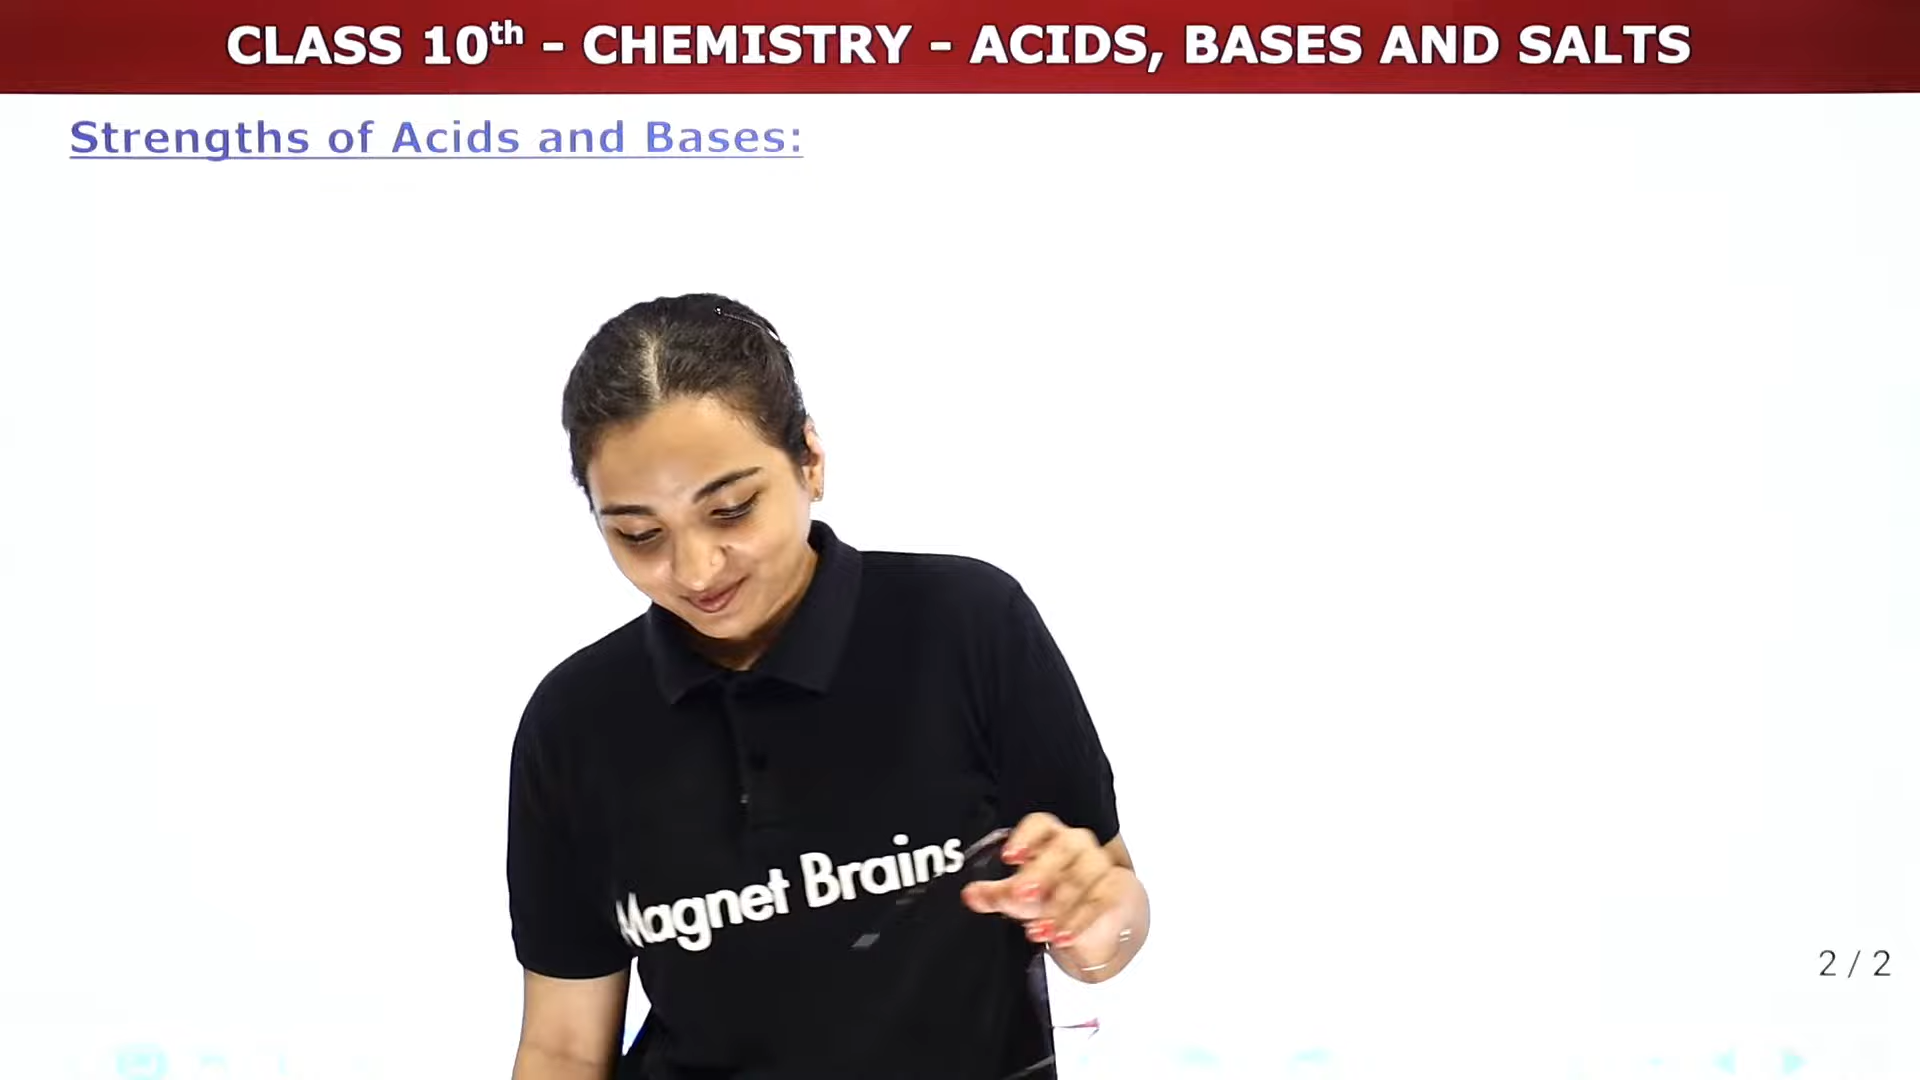 CLASS 10th - CHEMISTRY - ACIDS, BASES AND SALTS
Strengths of Acids and Bases:
Magnet Brains
2 / 2